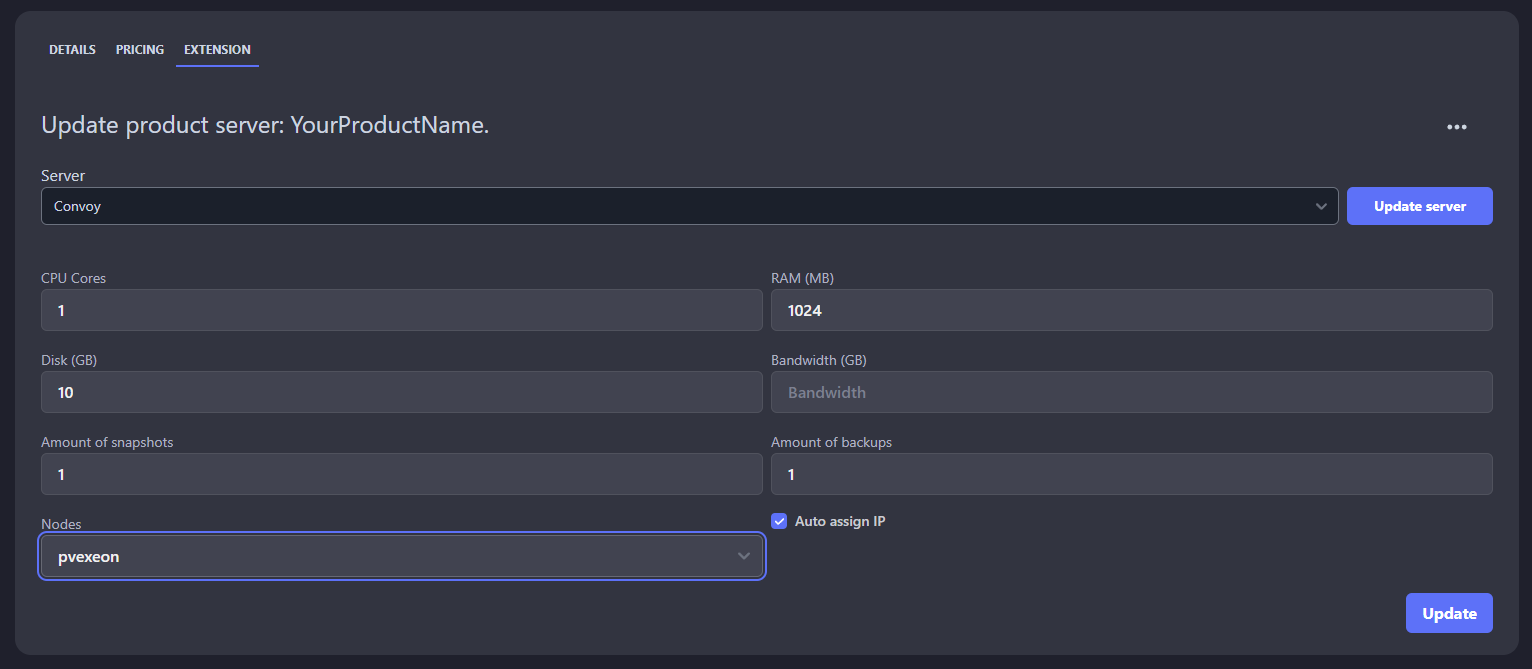 DETAILS PRICING EXTENSION
Update product server: YourProductName.
Server
Convoy Update server
CPU Cores RAM (MB)
1 1024
Disk (GB) Bandwidth (GB)
10 Bandwidth
Amount of snapshots Amount of backups
1 1
Nodes Auto assign IP
pvexeon
Update